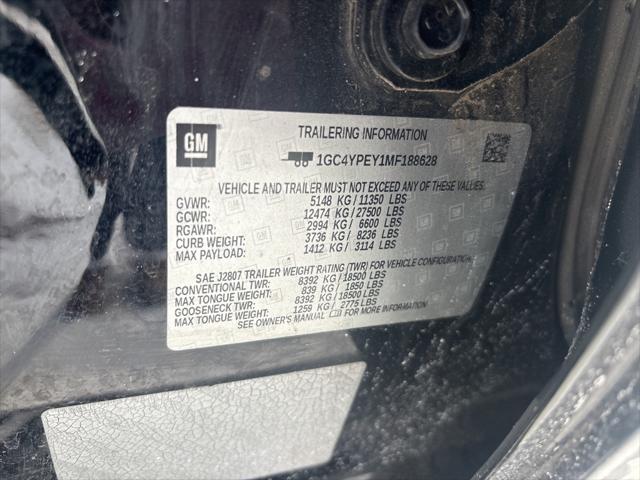 GM
TRAILERING INFORMATION
1GC4YPEY1MF188628
VEHICLE AND TRAILER MUST NOT EXCEED ANY OF THESE VALUES.
GVWR: 5148 KG / 11350 LBS
GCWR: 12474 KG / 27500 LBS
RGAWR: 2994 KG / 6600 LBS
CURB WEIGHT: 3736 KG / 8236 LBS
MAX PAYLOAD: 1412 KG / 3114 LBS
SAE J2807 TRAILER WEIGHT RATING (TWR) FOR VEHICLE CONFIGURATION.
CONVENTIONAL TWR: 8392 KG / 18500 LBS
MAX TONGUE WEIGHT: 839 KG / 1850 LBS
GOOSENECK TWR: 8392 KG / 18500 LBS
MAX TONGUE WEIGHT: 1259 KG / 2775 LBS
SEE OWNER'S MANUAL FOR MORE INFORMATION